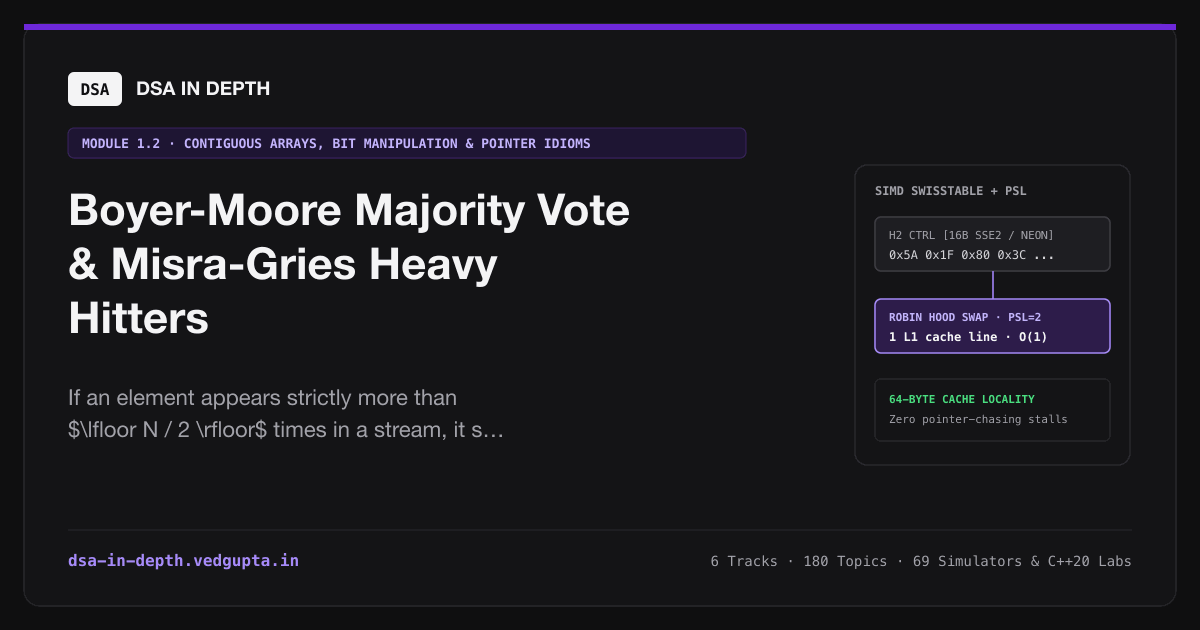 DSA
DSA IN DEPTH
MODULE 1.2 · CONTIGUOUS ARRAYS, BIT MANIPULATION & POINTER IDIOMS
Boyer-Moore Majority Vote
& Misra-Gries Heavy
Hitters
If an element appears strictly more than
$\lfloor N / 2 \rfloor$ times in a stream, it s…
SIMD SWISSTABLE + PSL
H2 CTRL [16B SSE2 / NEON]
0x5A 0x1F 0x80 0x3C ...
ROBIN HOOD SWAP · PSL=2
1 L1 cache line · O(1)
64-BYTE CACHE LOCALITY
Zero pointer-chasing stalls
dsa-in-depth.vedgupta.in
6 Tracks · 180 Topics · 69 Simulators & C++20 Labs